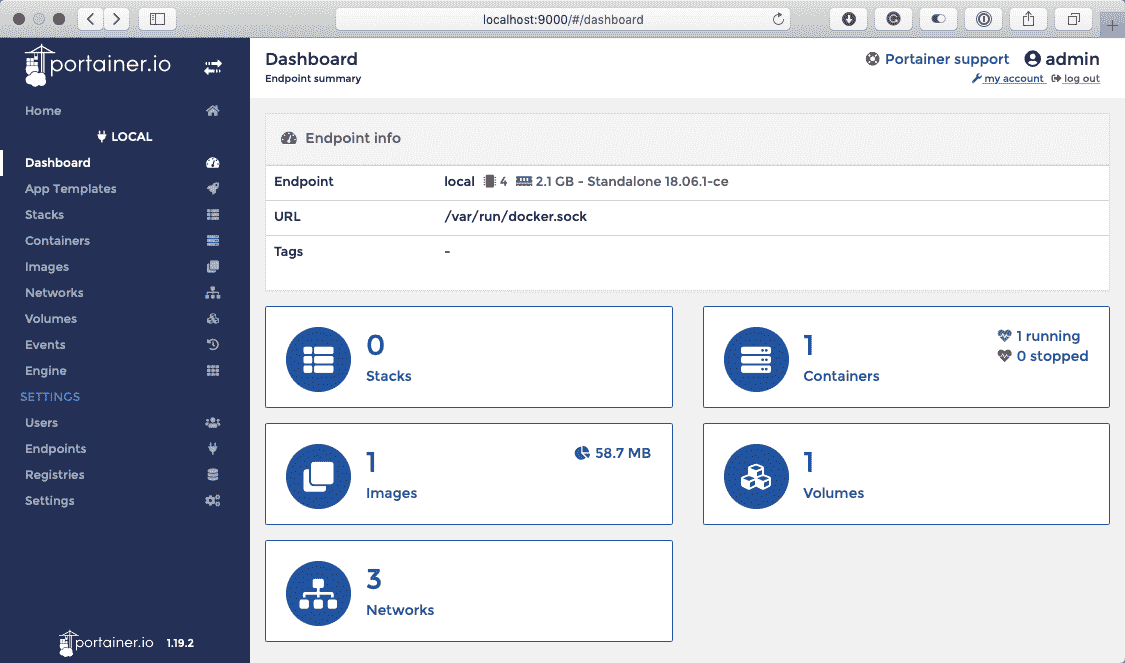 localhost:9000/#/dashboard
portainer.io
Home
LOCAL
Dashboard
App Templates
Stacks
Containers
Images
Networks
Volumes
Events
Engine
SETTINGS
Users
Endpoints
Registries
Settings
portainer.io 1.19.2
Dashboard
Endpoint summary
Portainer support admin
my account log out
Endpoint info
Endpoint local 4 2.1 GB - Standalone 18.06.1-ce
URL /var/run/docker.sock
Tags -
0
Stacks
1
Containers
1 running
0 stopped
1
Images
58.7 MB
1
Volumes
3
Networks